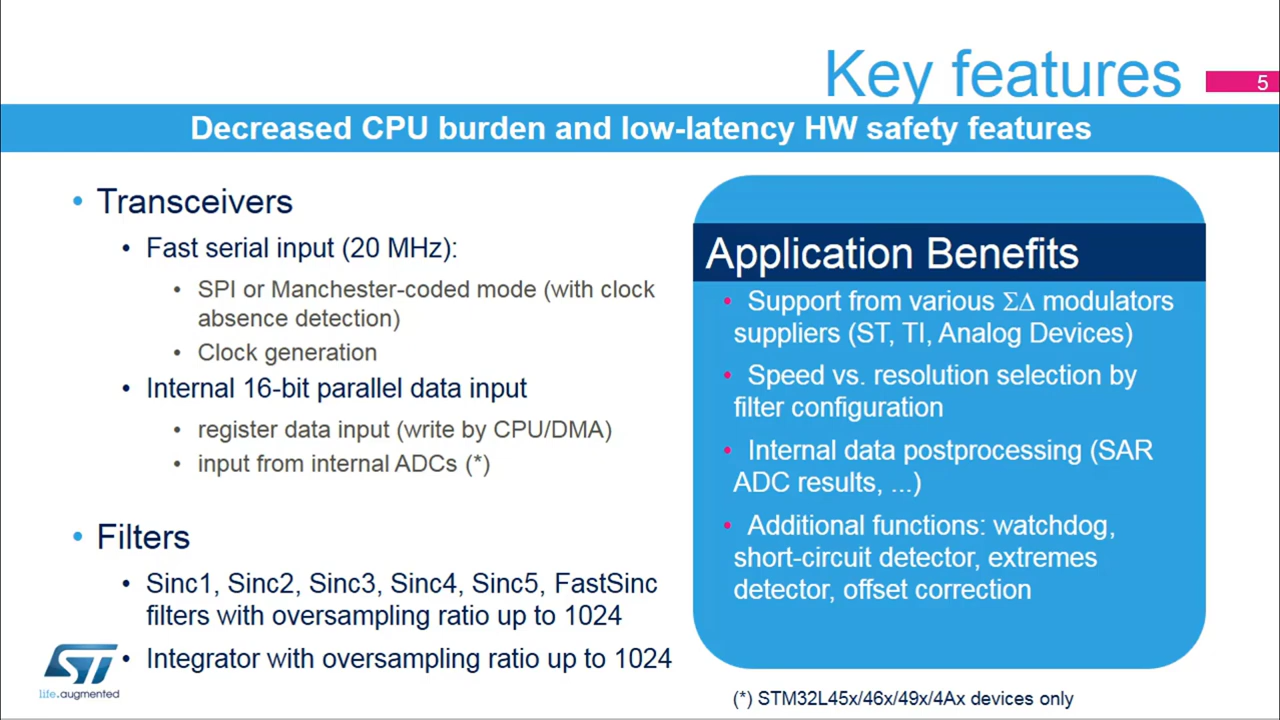 Key features
5
Decreased CPU burden and low-latency HW safety features
• Transceivers
• Fast serial input (20 MHz):
• SPI or Manchester-coded mode (with clock
absence detection)
• Clock generation
• Internal 16-bit parallel data input
• register data input (write by CPU/DMA)
• input from internal ADCs (*)
• Filters
• Sinc1, Sinc2, Sinc3, Sinc4, Sinc5, FastSinc
filters with oversampling ratio up to 1024
• Integrator with oversampling ratio up to 1024
Application Benefits
• Support from various ΣΔ modulators
suppliers (ST, TI, Analog Devices)
• Speed vs. resolution selection by
filter configuration
• Internal data postprocessing (SAR
ADC results, ...)
• Additional functions: watchdog,
short-circuit detector, extremes
detector, offset correction
ST
life.augmented
(*) STM32L45x/46x/49x/4Ax devices only